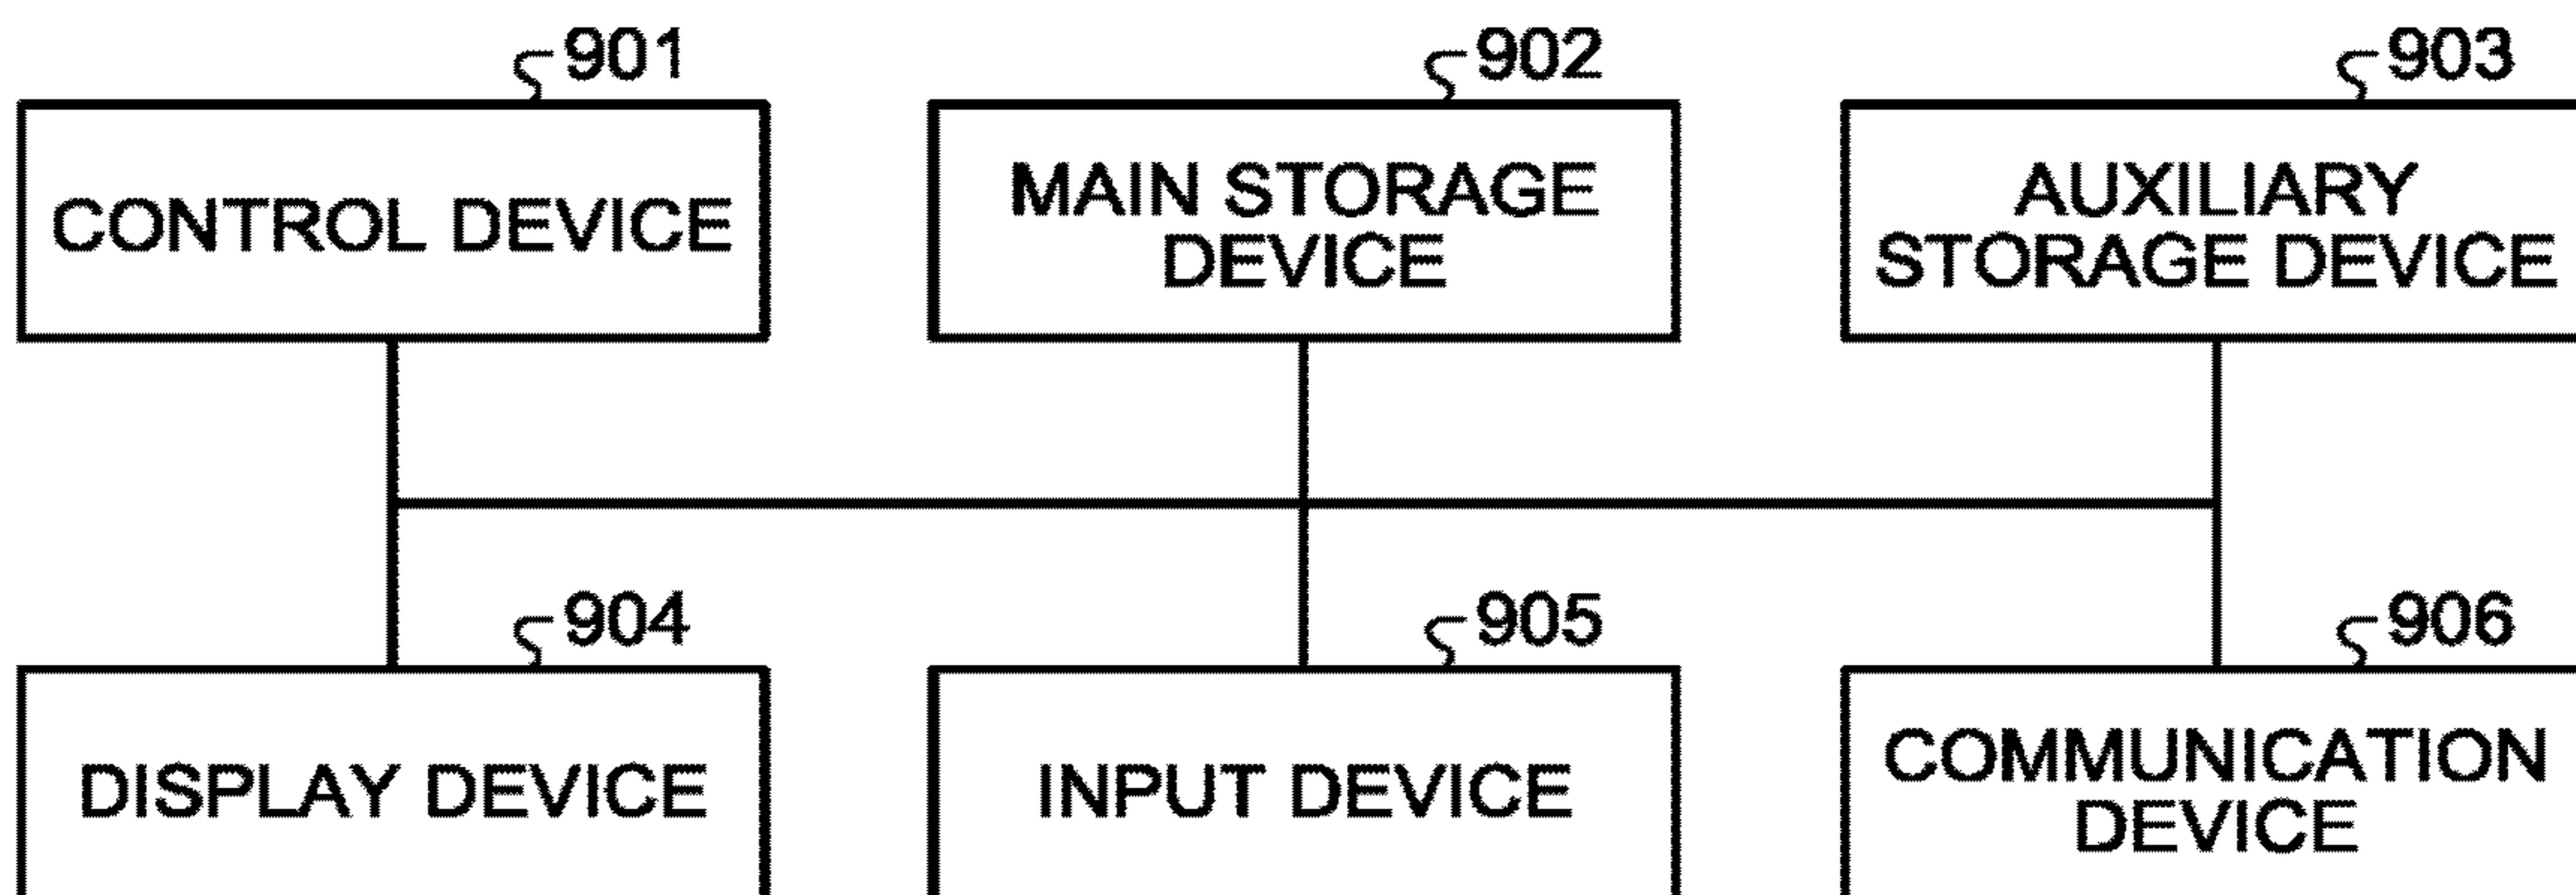 901
902
903
CONTROL DEVICE
MAIN STORAGE
DEVICE
AUXILIARY
STORAGE DEVICE
904
905
906
DISPLAY DEVICE
INPUT DEVICE
COMMUNICATION
DEVICE